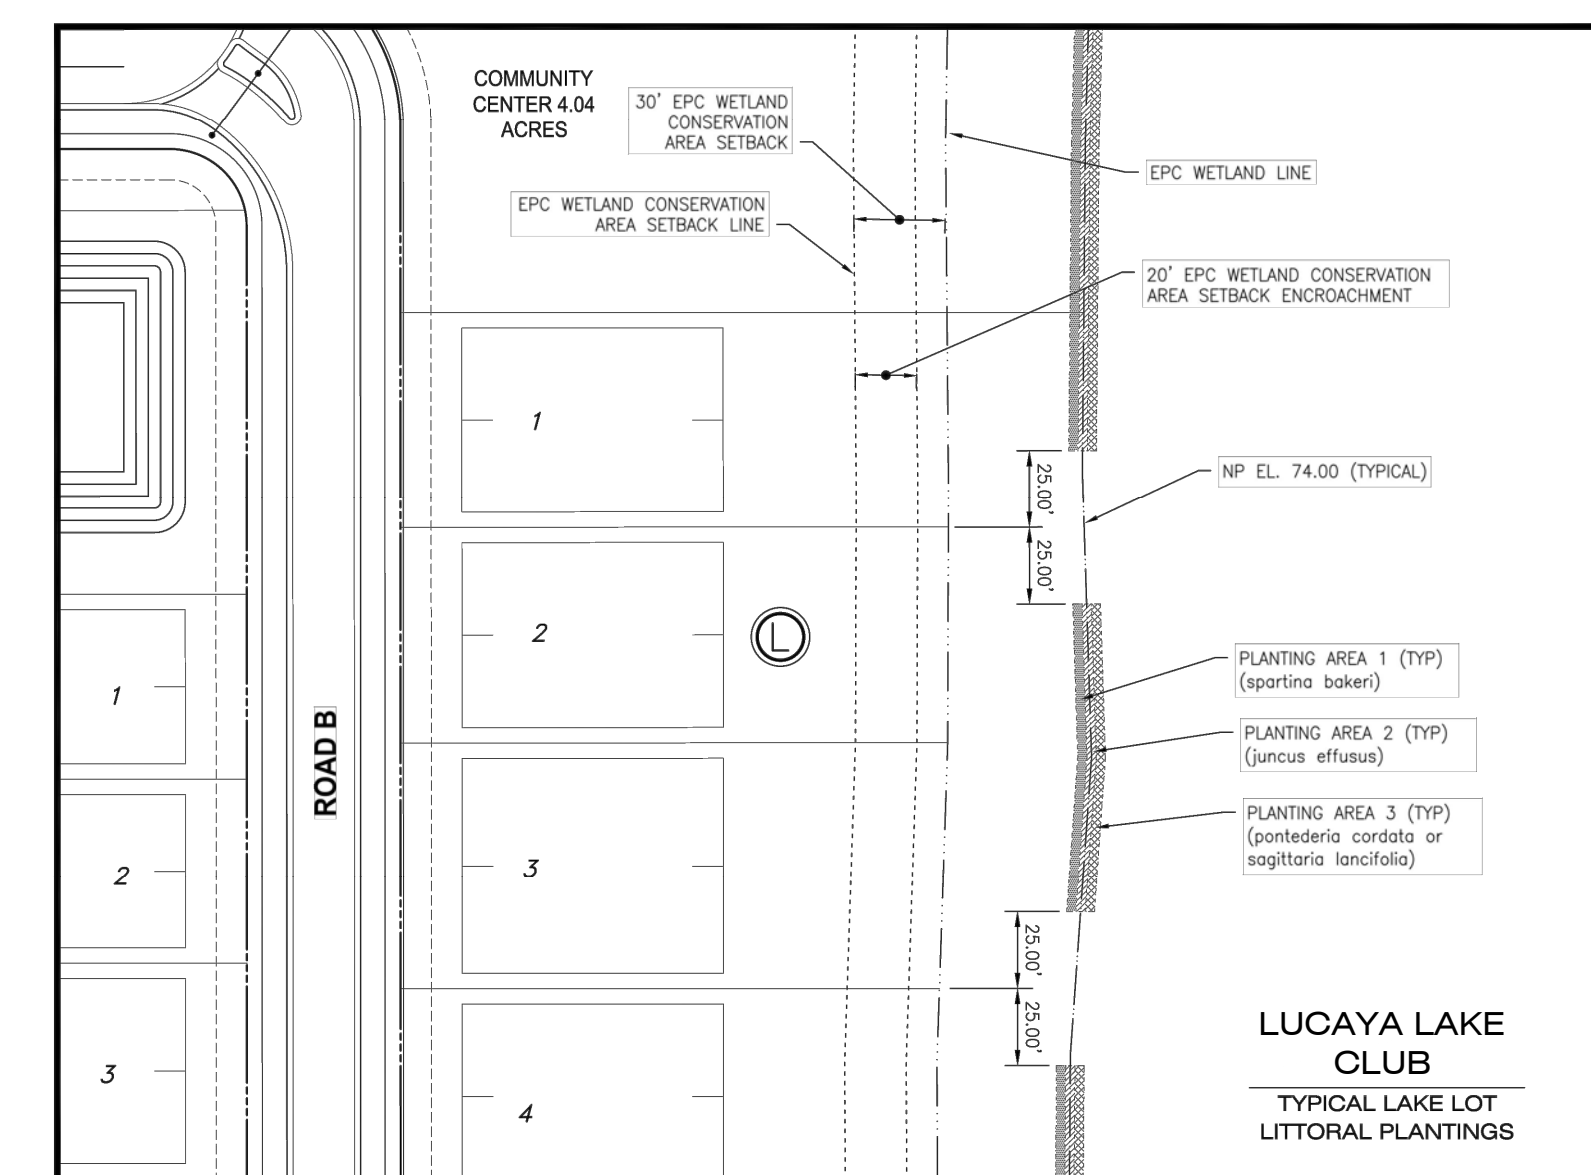 COMMUNITY
CENTER 4.04
ACRES
30' EPC WETLAND
CONSERVATION
AREA SETBACK
EPC WETLAND LINE
EPC WETLAND CONSERVATION
AREA SETBACK LINE
20' EPC WETLAND CONSERVATION
AREA SETBACK ENCROACHMENT
1
NP EL. 74.00 (TYPICAL)
25.00'
25.00'
2
L
PLANTING AREA 1 (TYP)
(spartina bakeri)
1
PLANTING AREA 2 (TYP)
(juncus effusus)
ROAD B
PLANTING AREA 3 (TYP)
(pontederia cordata or
sagittaria lancifolia)
3
2
25.00'
25.00'
LUCAYA LAKE
CLUB
3
4
TYPICAL LAKE LOT
LITTORAL PLANTINGS